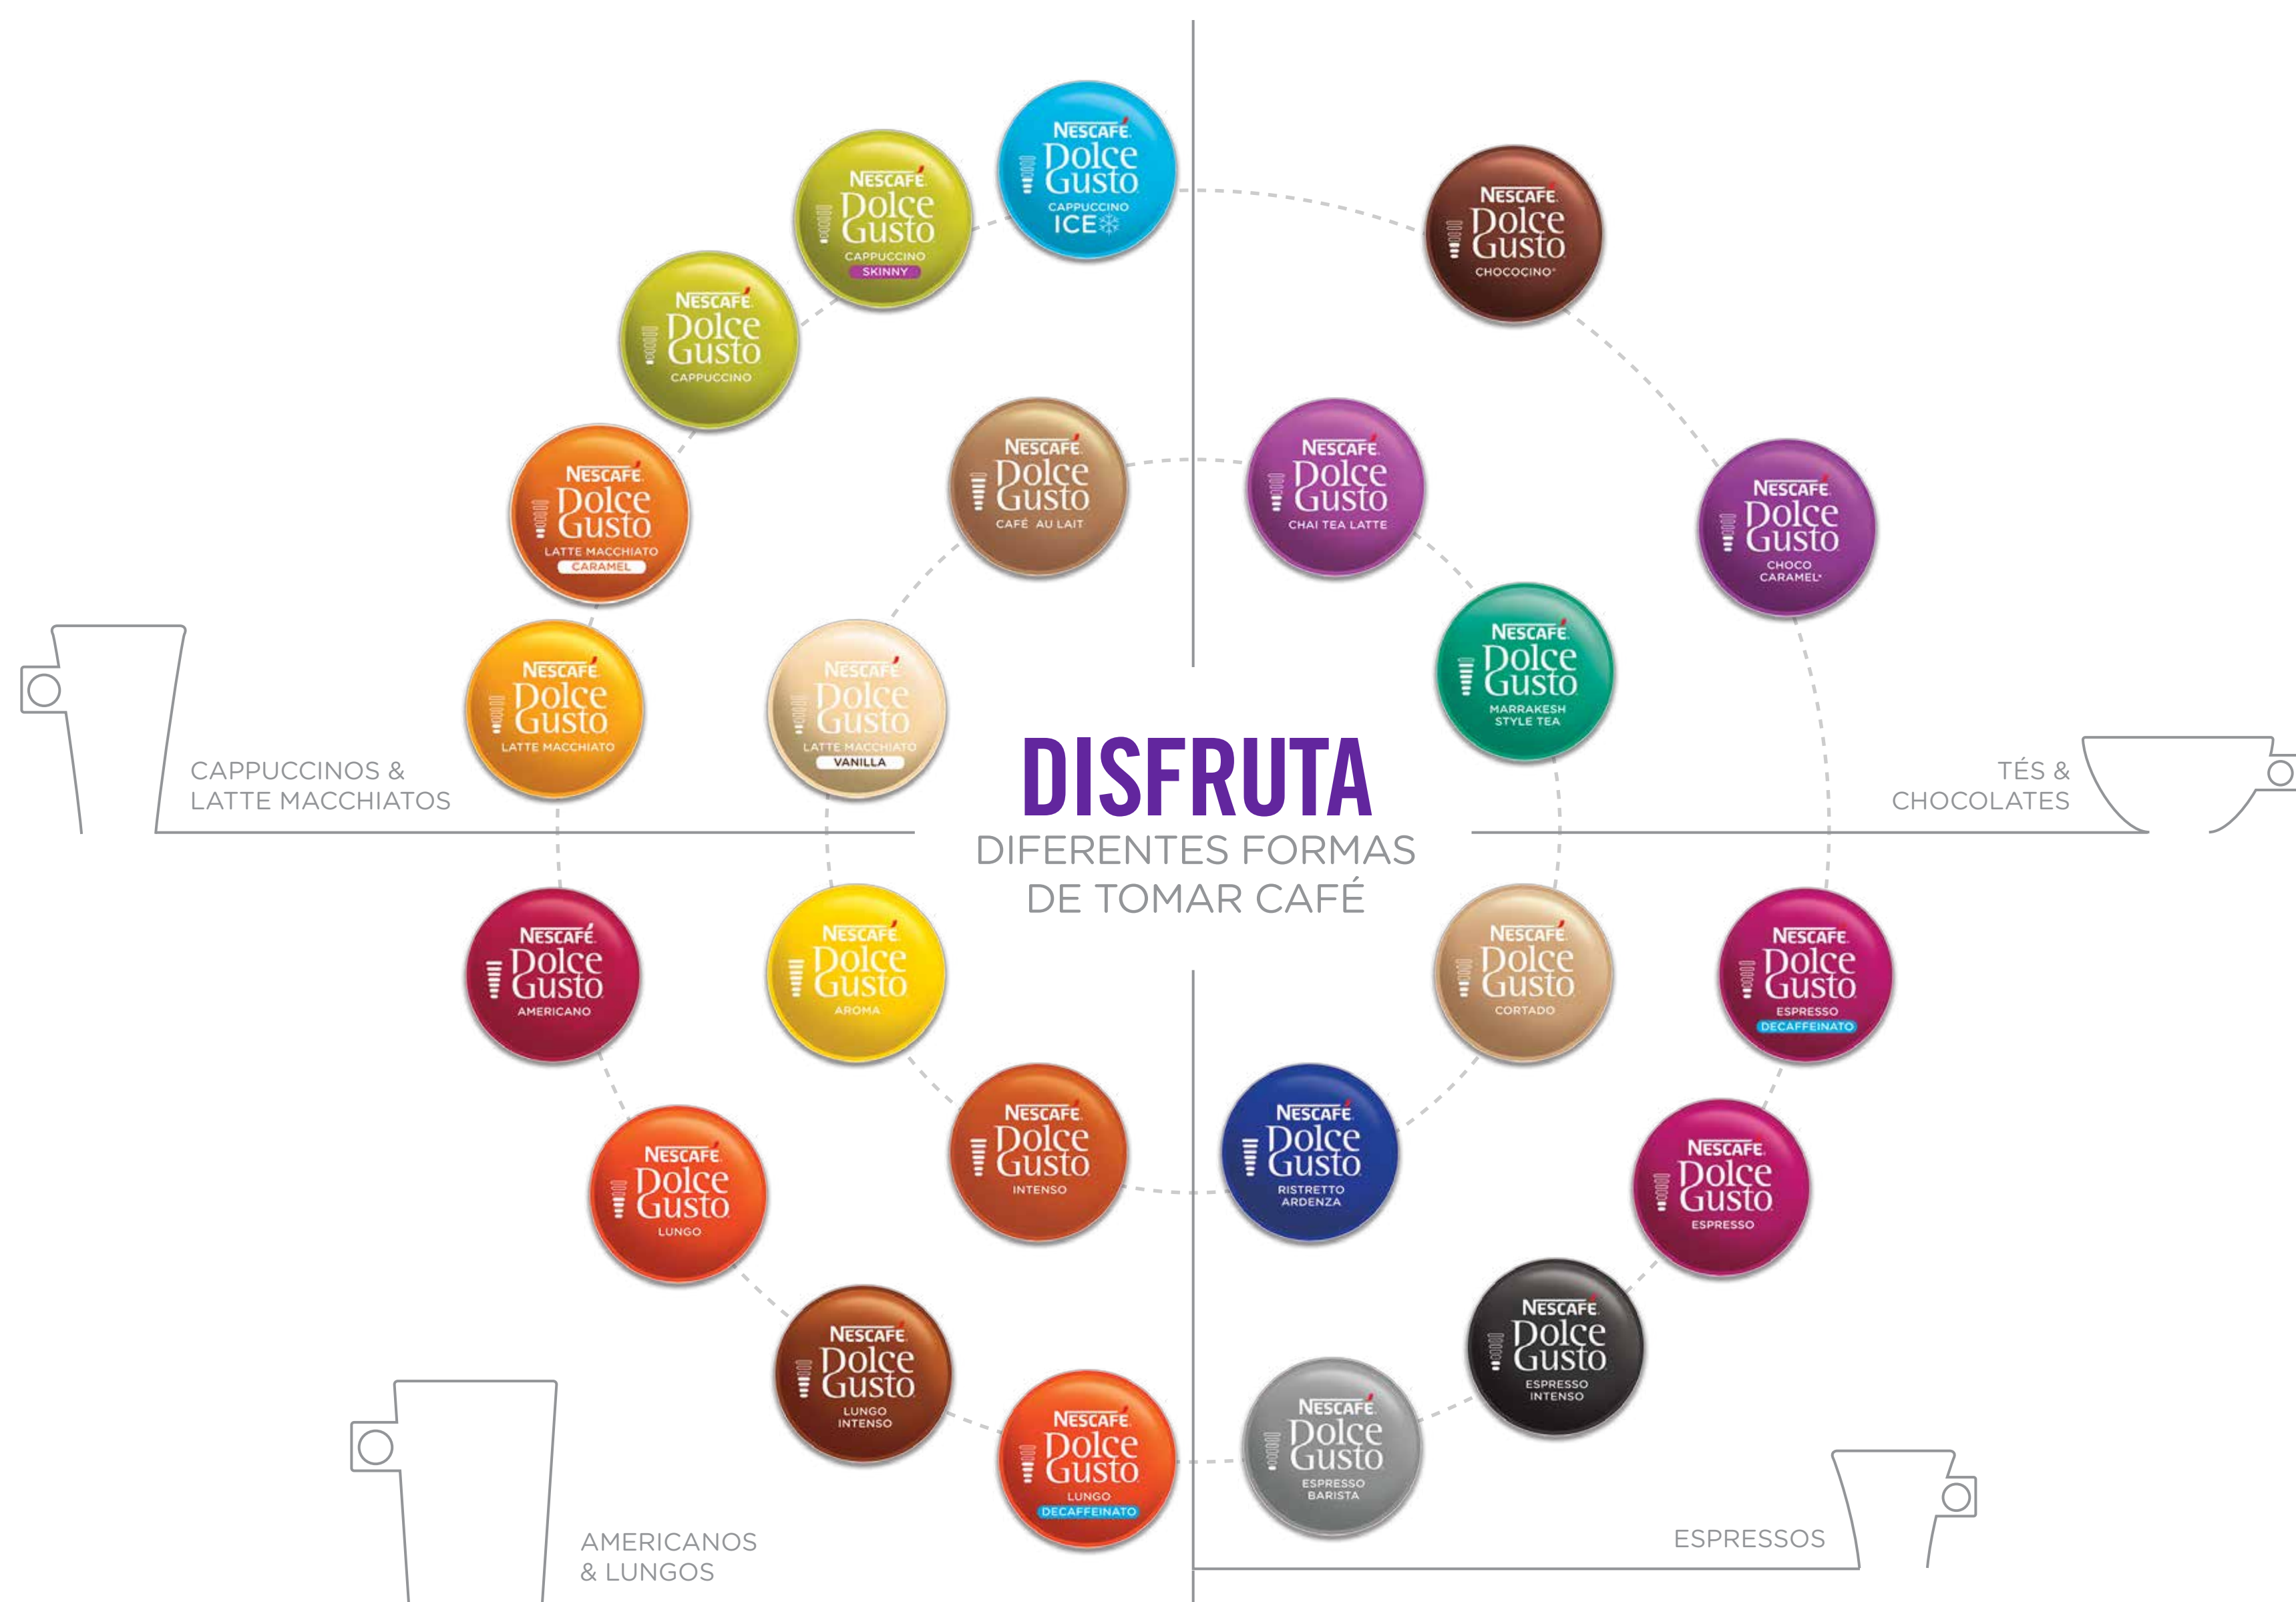 NESCAFÉ
Dolce
Gusto
CAPPUCCINO
ICE
NESCAFÉ
Dolce
Gusto
CAPPUCCINO
SKINNY
NESCAFÉ
Dolce
Gusto
CAPPUCCINO
NESCAFÉ
Dolce
Gusto
LATTE MACCHIATO
CARAMEL
NESCAFÉ
Dolce
Gusto
LATTE MACCHIATO
NESCAFÉ
Dolce
Gusto
CAFÉ AU LAIT
NESCAFÉ
Dolce
Gusto
LATTE MACCHIATO
VANILLA
CAPPUCCINOS &
LATTE MACCHIATOS
NESCAFÉ
Dolce
Gusto
CHOCOCINO*
NESCAFÉ
Dolce
Gusto
CHAI TEA LATTE
NESCAFÉ
Dolce
Gusto
CHOCO
CARAMEL*
NESCAFÉ
Dolce
Gusto
MARRAKESH
STYLE TEA
TÉS &
CHOCOLATES
DISFRUTA
DIFERENTES FORMAS
DE TOMAR CAFÉ
NESCAFÉ
Dolce
Gusto
AMERICANO
NESCAFÉ
Dolce
Gusto
AROMA
NESCAFÉ
Dolce
Gusto
LUNGO
NESCAFÉ
Dolce
Gusto
INTENSO
NESCAFÉ
Dolce
Gusto
LUNGO
INTENSO
NESCAFÉ
Dolce
Gusto
LUNGO
DECAFFEINATO
AMERICANOS
& LUNGOS
NESCAFÉ
Dolce
Gusto
CORTADO
NESCAFÉ
Dolce
Gusto
ESPRESSO
DECAFFEINATO
NESCAFÉ
Dolce
Gusto
RISTRETTO
ARDENZA
NESCAFÉ
Dolce
Gusto
ESPRESSO
NESCAFÉ
Dolce
Gusto
ESPRESSO
INTENSO
NESCAFÉ
Dolce
Gusto
ESPRESSO
BARISTA
ESPRESSOS